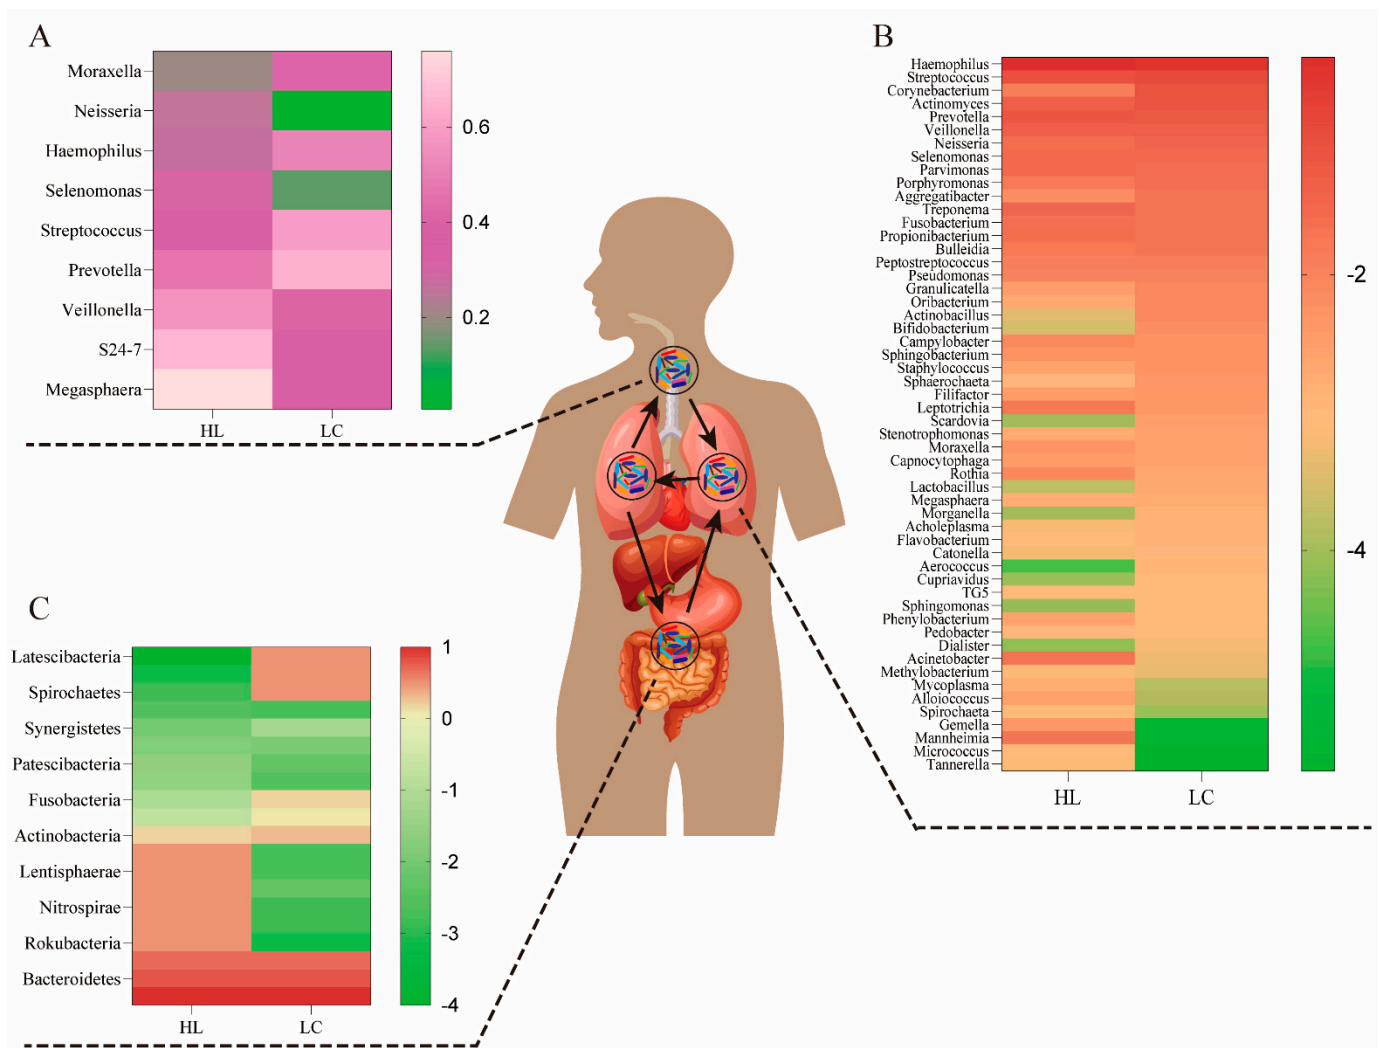 A
Moraxella
Neisseria
Haemophilus
Selenomonas
Streptococcus
Prevotella
Veillonella
S24-7
Megasphaera
HL LC
0.6
0.4
0.2
B
Haemophilus
Streptococcus
Corynebacterium
Actinomyces
Prevotella
Veillonella
Neisseria
Selenomonas
Parvimonas
Porphyromonas
Aggregatibacter
Treponema
Fusobacterium
Propionibacterium
Bulleidia
Peptostreptococcus
Pseudomonas
Granulicatella
Oribacterium
Actinobacillus
Bifidobacterium
Campylobacter
Sphingobacterium
Staphylococcus
Sphaerochaeta
Filifactor
Leptotrichia
Scardovia
Stenotrophomonas
Moraxella
Capnocytophaga
Rothia
Lactobacillus
Megasphaera
Morganella
Acholeplasma
Flavobacterium
Catonella
Aerococcus
Cupriavidus
TG5
Sphingomonas
Phenylobacterium
Pedobacter
Dialister
Acinetobacter
Methylobacterium
Mycoplasma
Alloiococcus
Spirochaeta
Gemella
Mannheimia
Micrococcus
Tannerella
HL LC
-2
-4
C
Latescibacteria
Spirochaetes
Synergistetes
Patescibacteria
Fusobacteria
Actinobacteria
Lentisphaerae
Nitrospirae
Rokubacteria
Bacteroidetes
HL LC
1
0
-1
-2
-3
-4